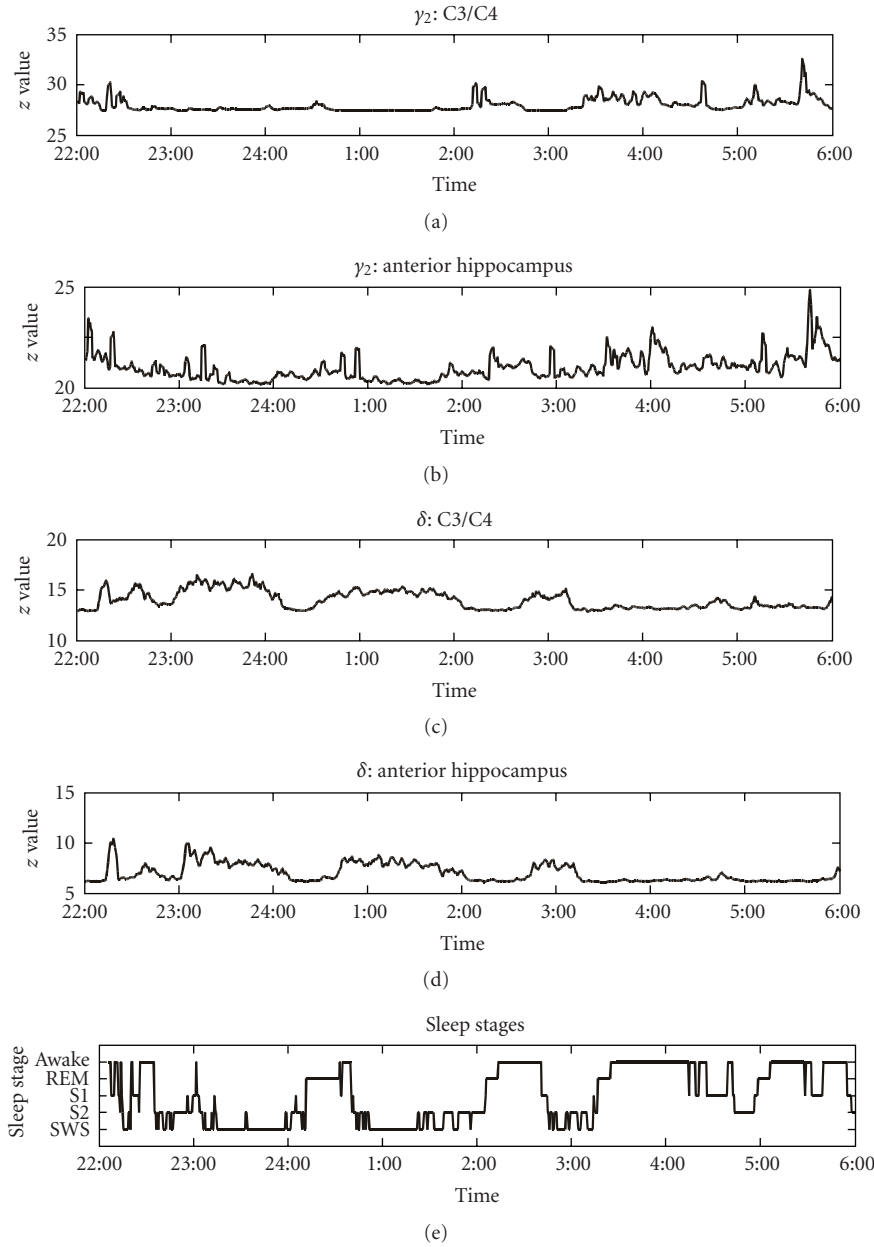 γ₂: C3/C4
35
30
25
z value
22:00 23:00 24:00 1:00 2:00 3:00 4:00 5:00 6:00
Time
(a)
γ₂: anterior hippocampus
25
20
z value
22:00 23:00 24:00 1:00 2:00 3:00 4:00 5:00 6:00
Time
(b)
δ: C3/C4
20
15
10
z value
22:00 23:00 24:00 1:00 2:00 3:00 4:00 5:00 6:00
Time
(c)
δ: anterior hippocampus
15
10
5
z value
22:00 23:00 24:00 1:00 2:00 3:00 4:00 5:00 6:00
Time
(d)
Sleep stages
Awake
REM
S1
S2
SWS
Sleep stage
22:00 23:00 24:00 1:00 2:00 3:00 4:00 5:00 6:00
Time
(e)